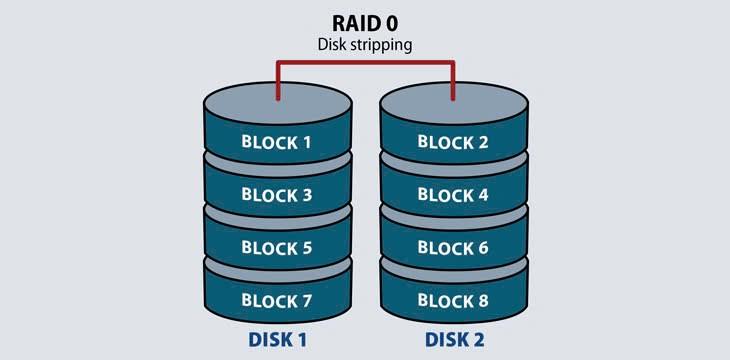 RAID 0
Disk stripping
BLOCK 1
BLOCK 2
BLOCK 3
BLOCK 4
BLOCK 5
BLOCK 6
BLOCK 7
BLOCK 8
DISK 1
DISK 2